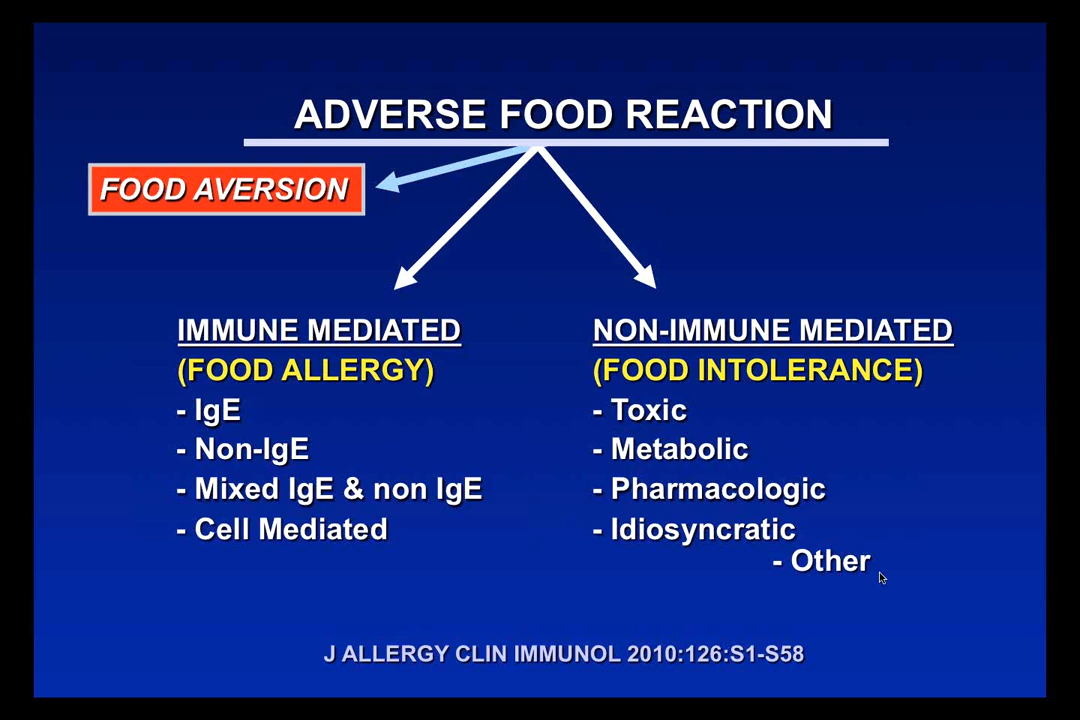 ADVERSE FOOD REACTION
FOOD AVERSION
IMMUNE MEDIATED
(FOOD ALLERGY)
- IgE
- Non-IgE
- Mixed IgE & non IgE
- Cell Mediated
NON-IMMUNE MEDIATED
(FOOD INTOLERANCE)
- Toxic
- Metabolic
- Pharmacologic
- Idiosyncratic
- Other
J ALLERGY CLIN IMMUNOL 2010:126:S1-S58